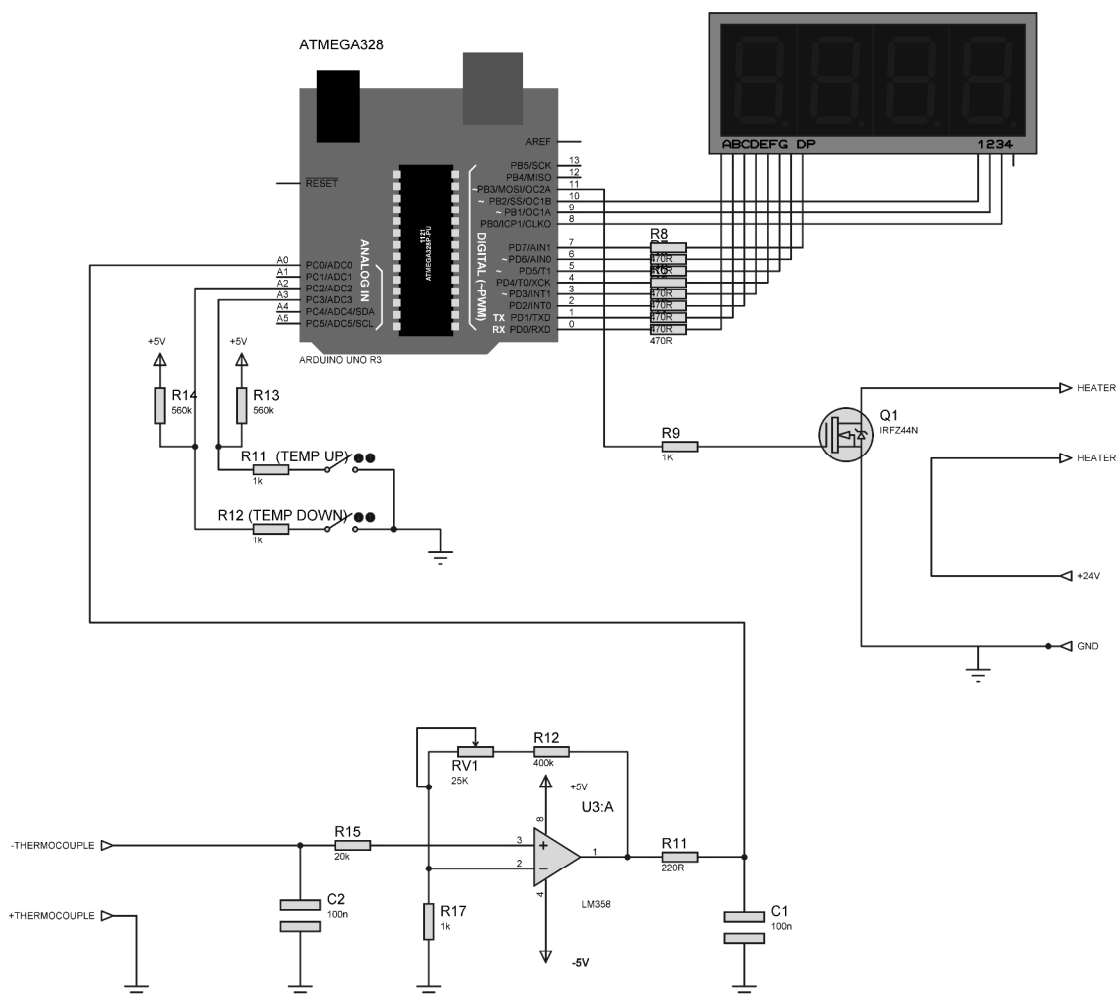 ATMEGA328
ABCDEFG DP
1234
AREF
PB5/SCK 13
PB4/MISO 12
~PB3/MOSI/OC2A 11
~ PB2/SS/OC1B 10
~ PB1/OC1A 9
PB0/ICP1/CLKO 8
RESET
1121
ATMEGA328P-PU
ANALOG IN
DIGITAL (~PWM)
PD7/AIN1 7
~ PD6/AIN0 6
~ PD5/T1 5
PD4/T0/XCK 4
~ PD3/INT1 3
PD2/INT0 2
TX PD1/TXD 1
RX PD0/RXD 0
A0 PC0/ADC0
A1 PC1/ADC1
A2 PC2/ADC2
A3 PC3/ADC3
A4 PC4/ADC4/SDA
A5 PC5/ADC5/SCL
ARDUINO UNO R3
R8
470R
470R
470R
470R
470R
+5V
+5V
R14
560k
R13
560k
R11 (TEMP UP)
1k
R12 (TEMP DOWN)
1k
R9
1K
Q1
IRFZ44N
HEATER
HEATER
+24V
GND
RV1
25K
R12
400k
+5V
U3:A
8
3
2
1
4
LM358
-5V
-THERMOCOUPLE
R15
20k
C2
100n
+THERMOCOUPLE
R17
1k
R11
220R
C1
100n